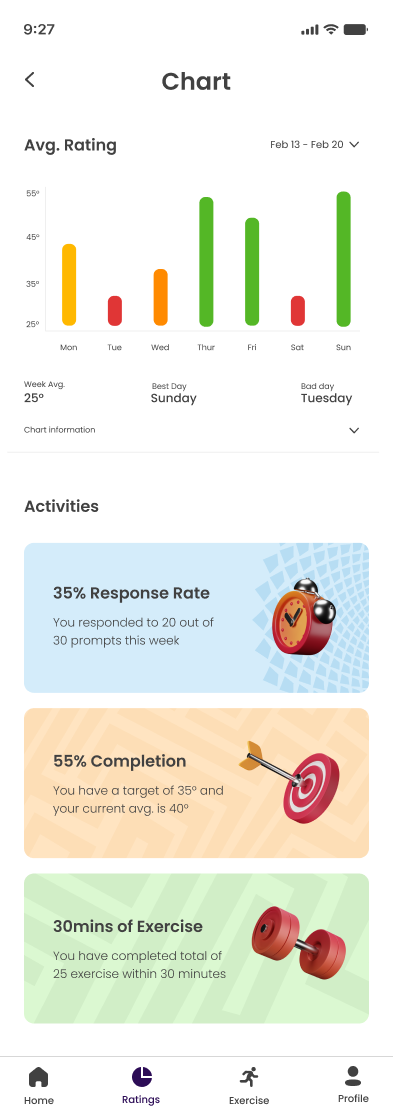 9:27
Chart
Avg. Rating
Feb 13 - Feb 20
55°
45°
35°
25°
Mon Tue Wed Thur Fri Sat Sun
Week Avg.
25°
Best Day
Sunday
Bad day
Tuesday
Chart information
Activities
35% Response Rate
You responded to 20 out of
30 prompts this week
55% Completion
You have a target of 35° and
your current avg. is 40°
30mins of Exercise
You have completed total of
25 exercise within 30 minutes
Home Ratings Exercise Profile